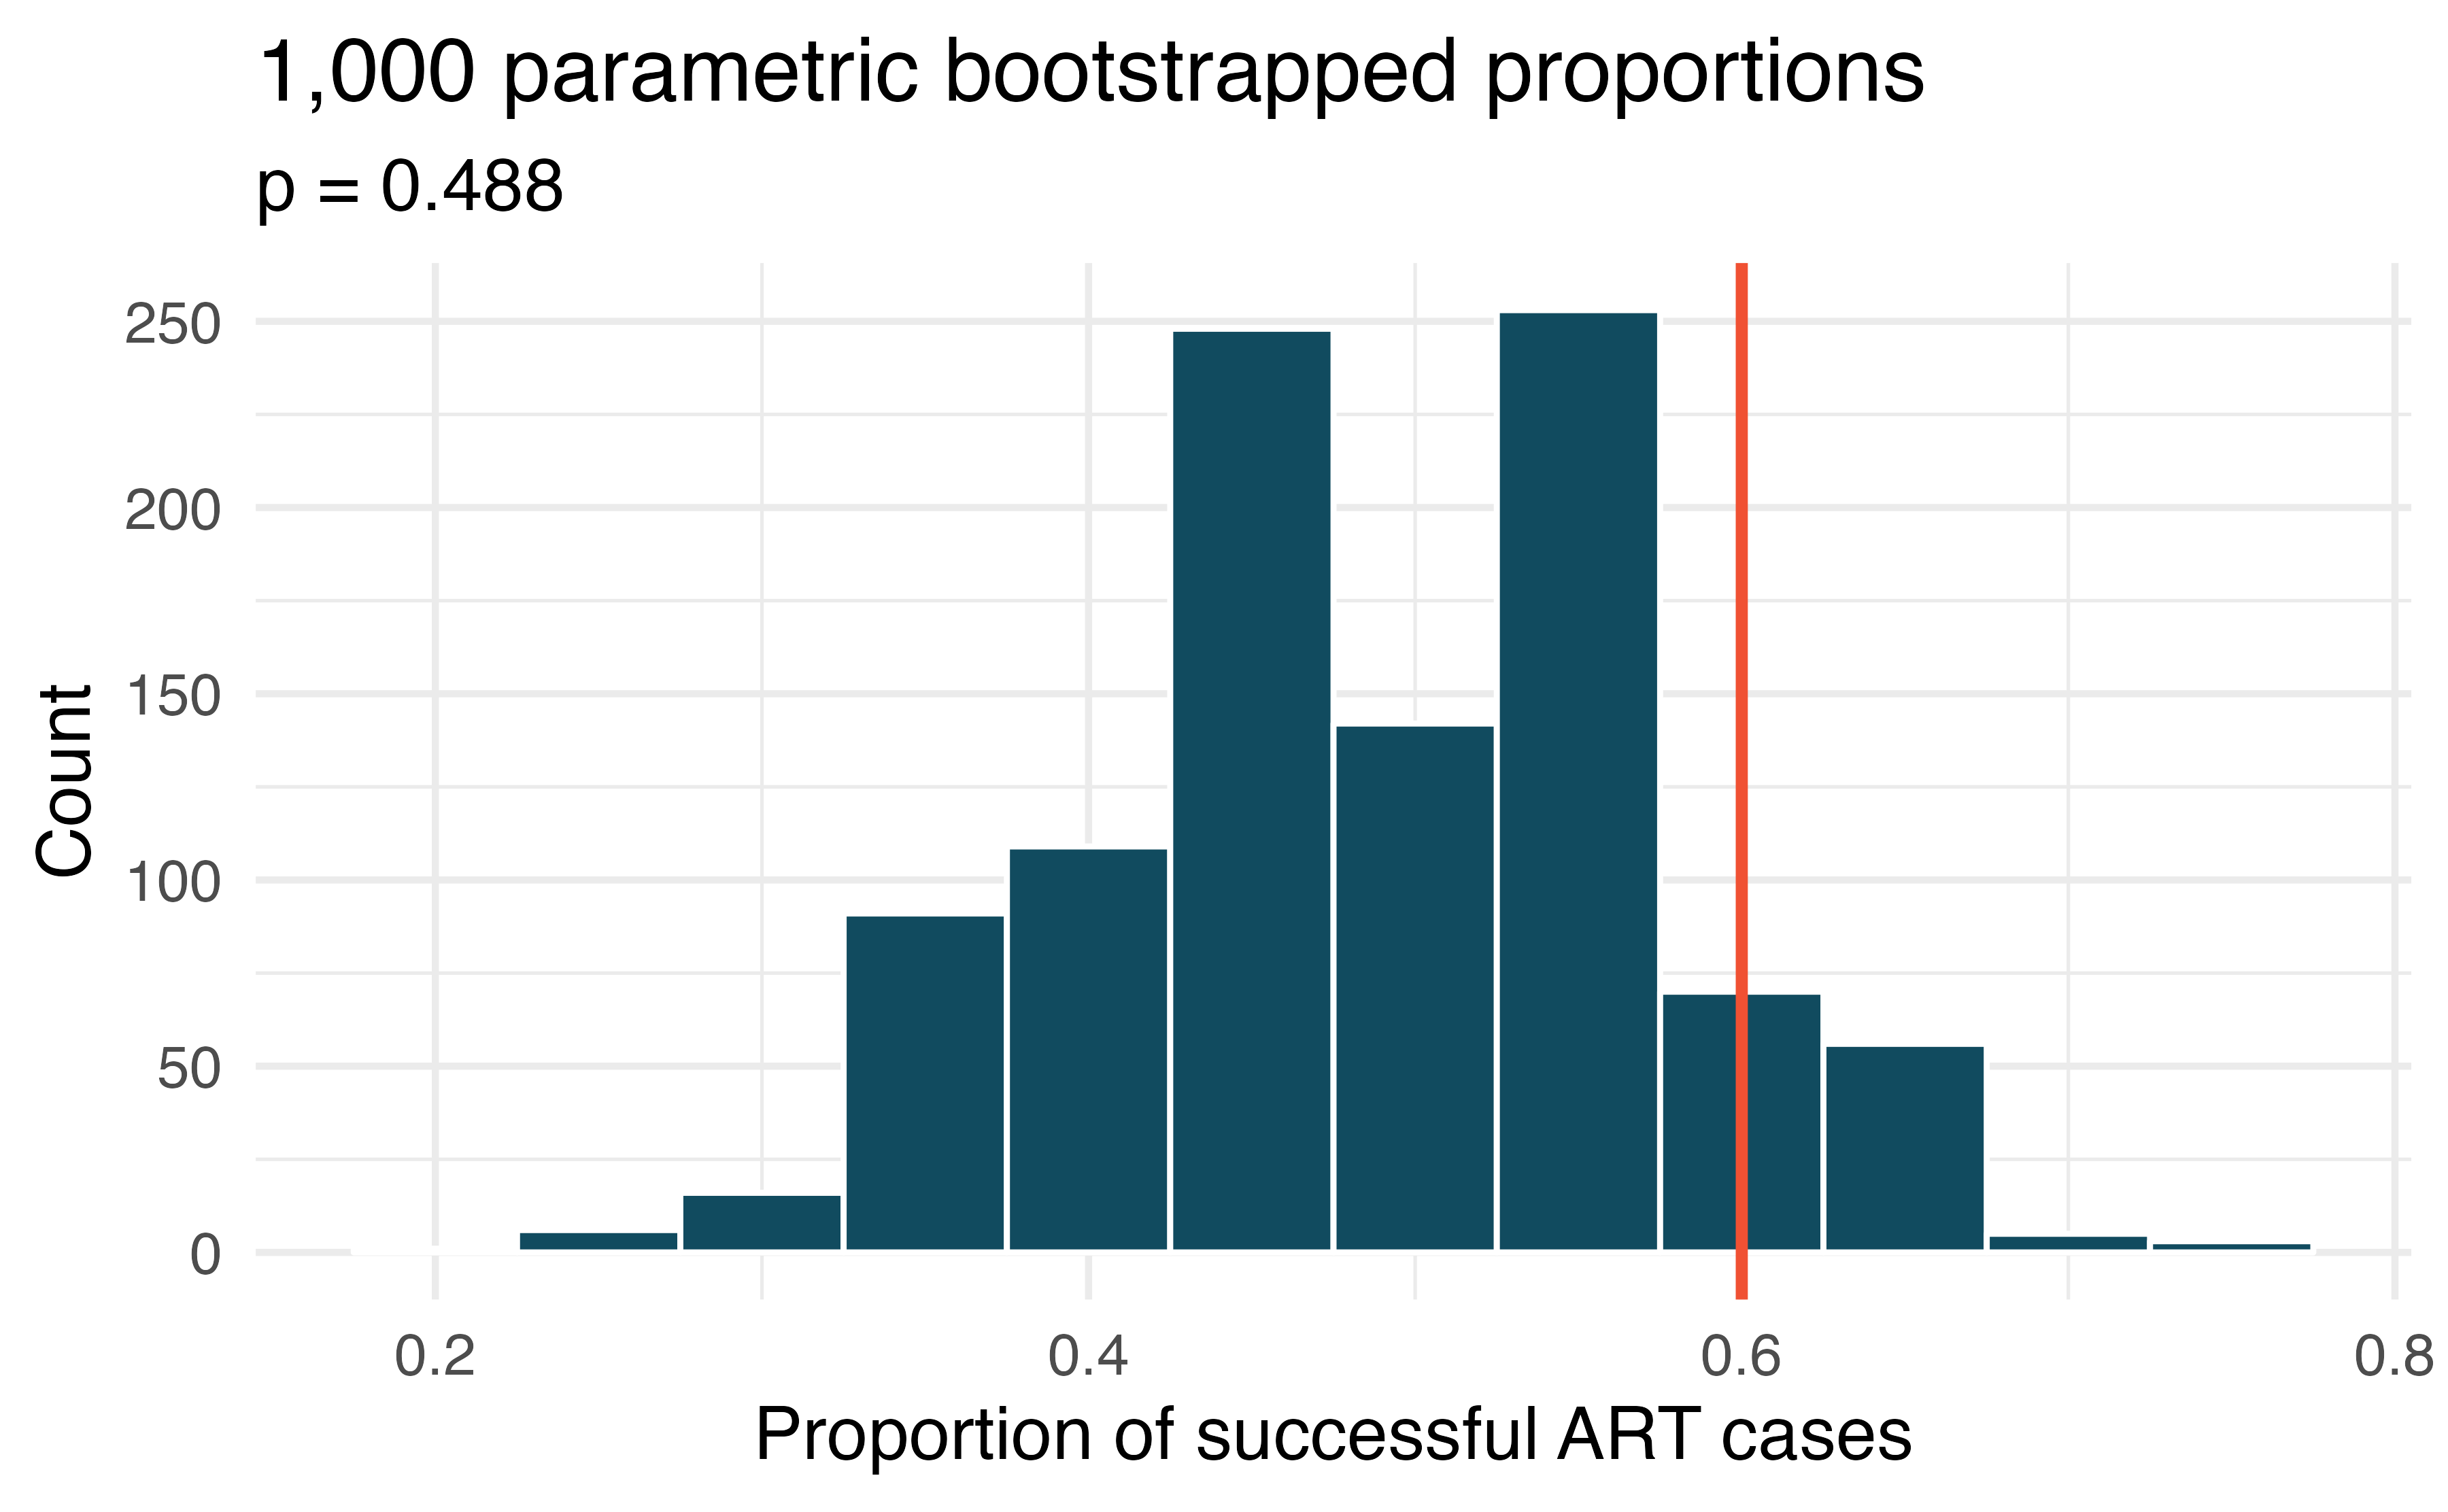 1,000 parametric bootstrapped proportions
p = 0.488
250
200
150
100
50
0
Count
0.2 0.4 0.6 0.8
Proportion of successful ART cases